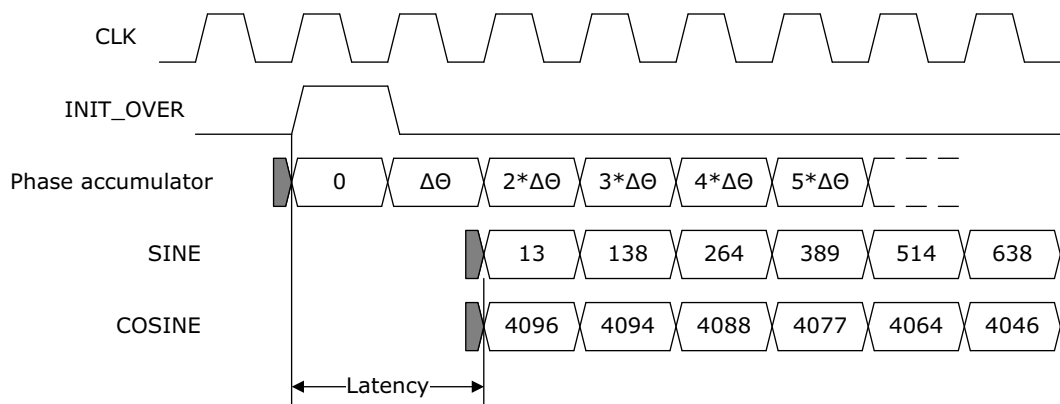 CLK
INIT_OVER
Phase accumulator 0 ΔΘ 2*ΔΘ 3*ΔΘ 4*ΔΘ 5*ΔΘ
SINE 13 138 264 389 514 638
COSINE 4096 4094 4088 4077 4064 4046
Latency